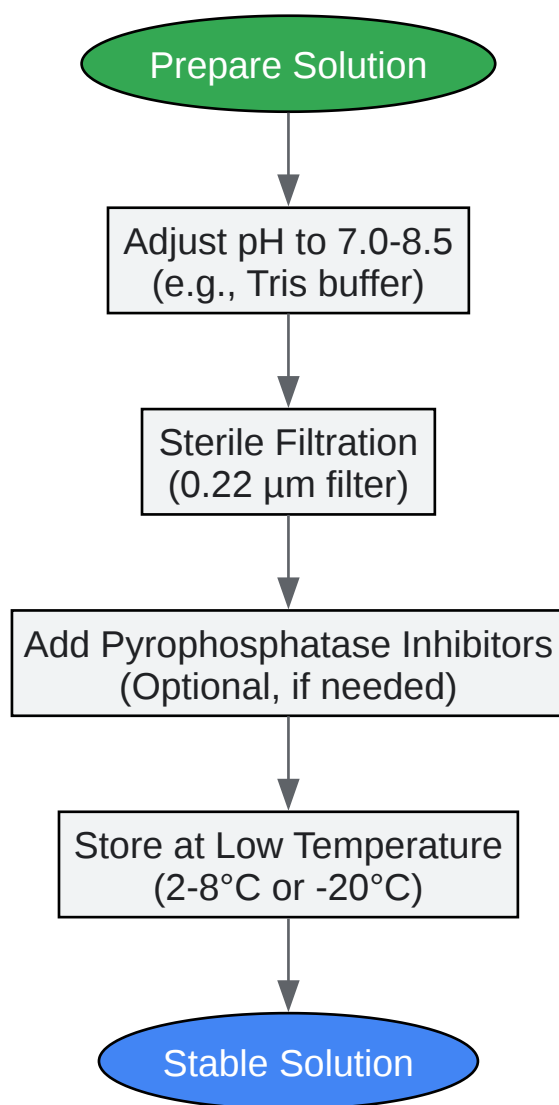 Prepare Solution
Adjust pH to 7.0-8.5
(e.g., Tris buffer)
Sterile Filtration
(0.22 µm filter)
Add Pyrophosphatase Inhibitors
(Optional, if needed)
Store at Low Temperature
(2-8°C or -20°C)
Stable Solution